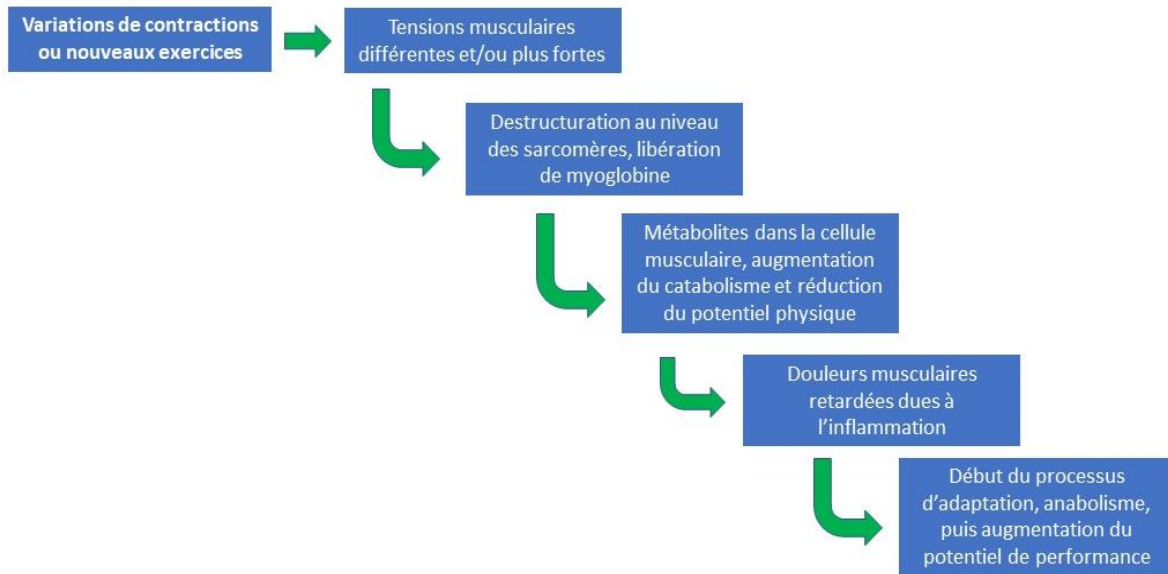 Variations de contractions
ou nouveaux exercices
Tensions musculaires
différentes et/ou plus fortes
Destructuration au niveau
des sarcomères, libération
de myoglobine
Métabolites dans la cellule
musculaire, augmentation
du catabolisme et réduction
du potentiel physique
Douleurs musculaires
retardées dues à
l’inflammation
Début du processus
d’adaptation, anabolisme,
puis augmentation du
potentiel de performance